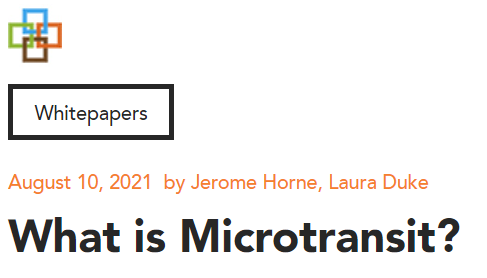 Whitepapers
August 10, 2021 by Jerome Horne, Laura Duke
What is Microtransit?